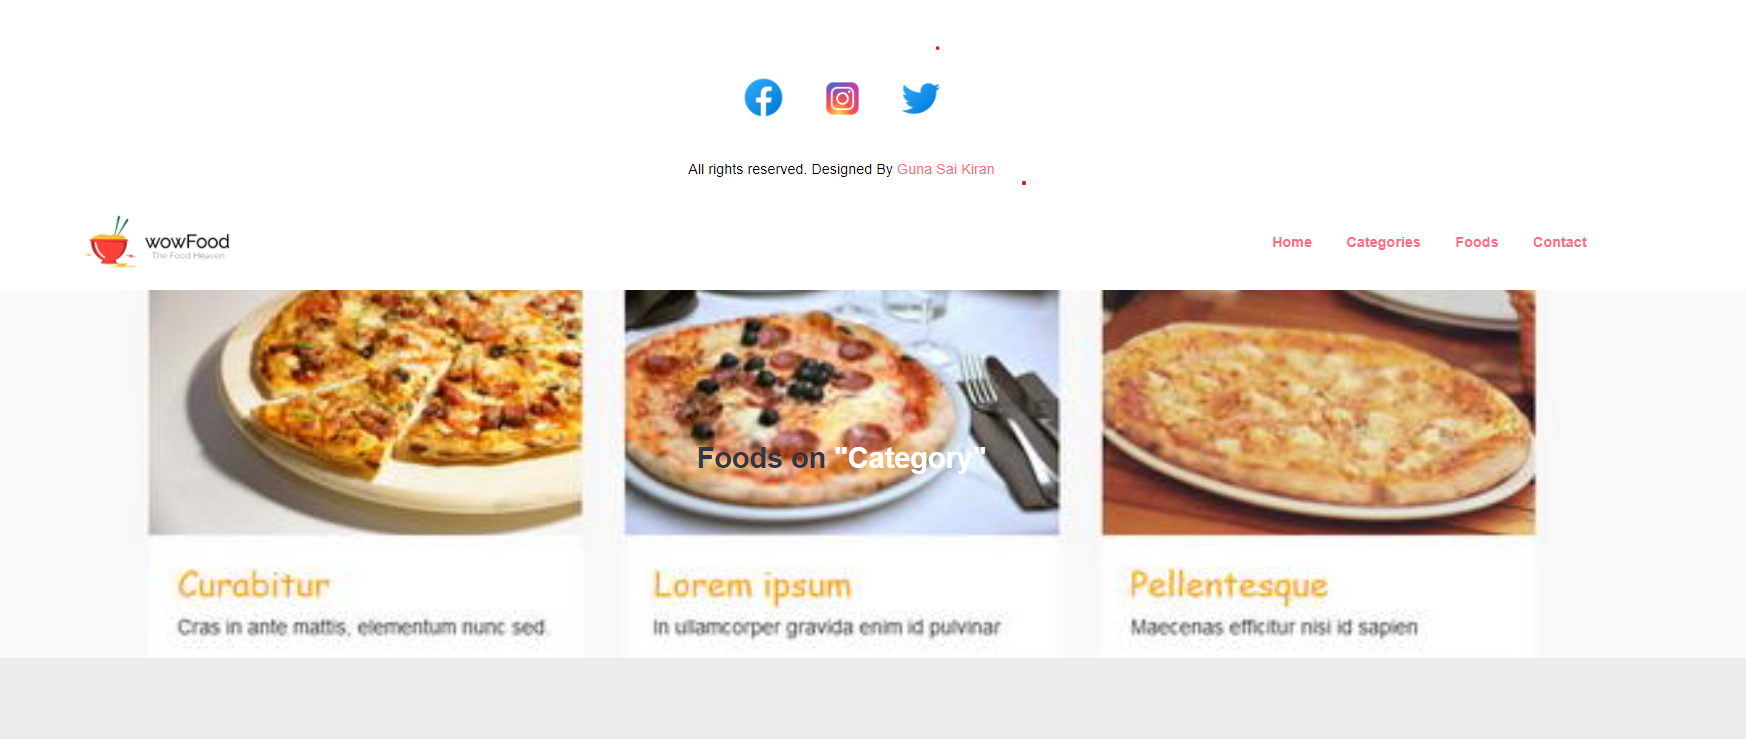 All rights reserved. Designed By Guna Sai Kiran
wowFood
The Food Heaven
Home Categories Foods Contact
Foods on "Category"
Curabitur
Cras in ante mattis, elementum nunc sed.
Lorem ipsum
In ullamcorper gravida enim id pulvinar
Pellentesque
Maecenas efficitur nisi id sapien